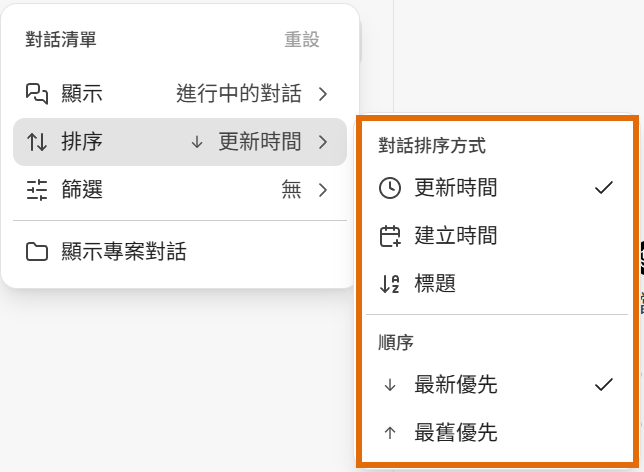 對話清單 重設
顯示 進行中的對話
排序 更新時間
篩選 無
顯示專案對話
對話排序方式
更新時間
建立時間
標題
順序
最新優先
最舊優先